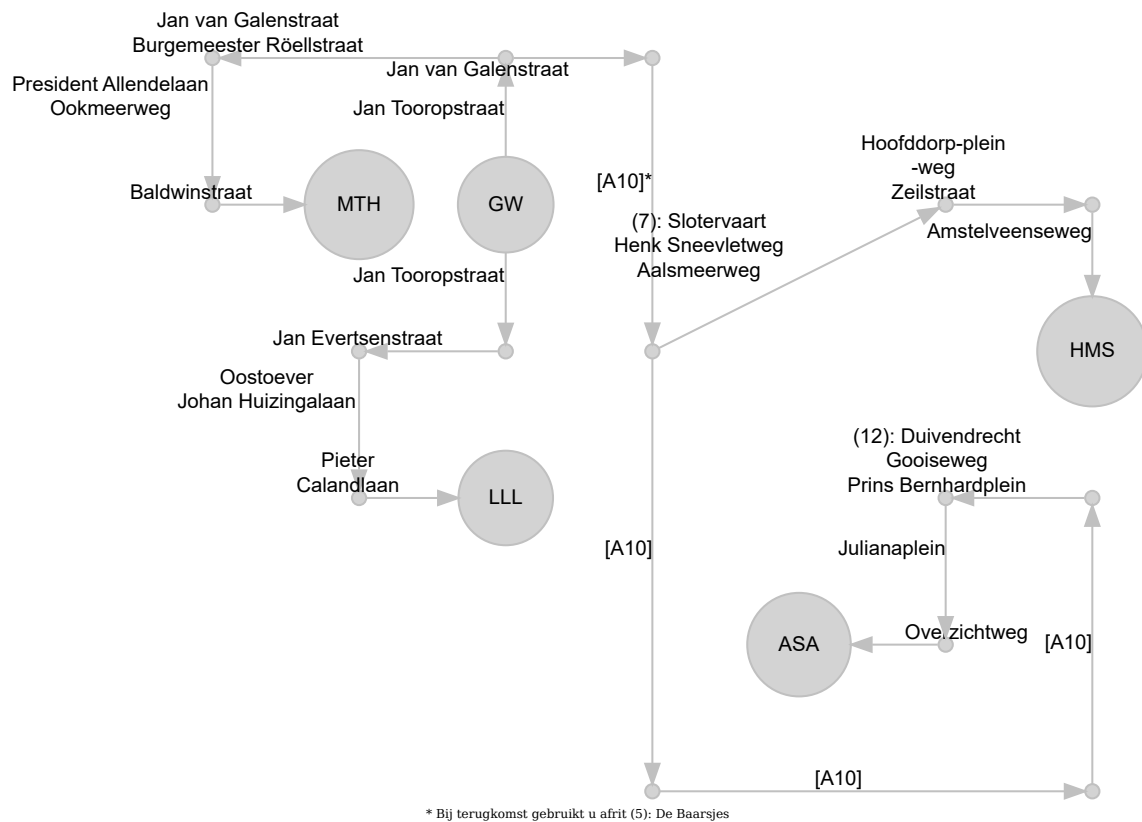 Jan van Galenstraat
Burgemeester Röellstraat
Jan van Galenstraat
President Allendelaan
Ookmeerweg
Jan Tooropstraat
Hoofddorp-plein
-weg
Zeilstraat
[A10]*
Baldwinstraat
MTH
GW
(7): Slotervaart
Henk Sneevletweg
Aalsmeerweg
Amstelveenseweg
Jan Tooropstraat
Jan Evertsenstraat
HMS
Oostoever
Johan Huizingalaan
(12): Duivendrecht
Gooiseweg
Prins Bernhardplein
Pieter
Calandlaan
LLL
[A10]
Julianaplein
ASA
Overzichtweg
[A10]
[A10]
* Bij terugkomst gebruikt u afrit (5): De Baarsjes